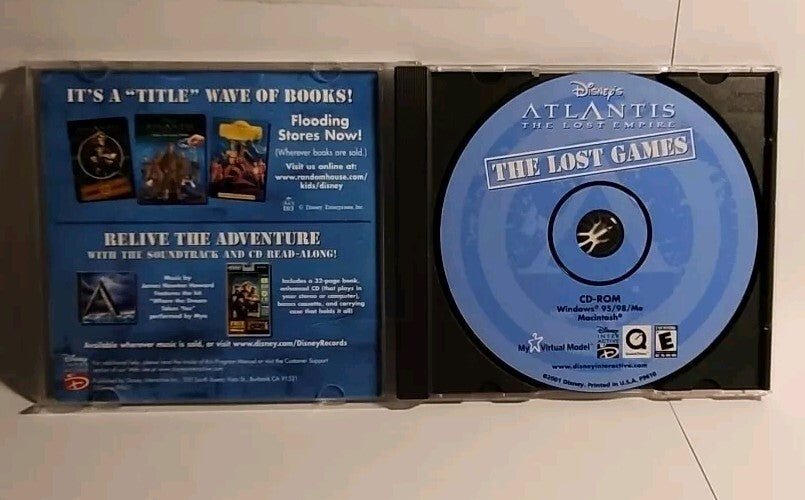 IT'S A "TITLE" WAVE OF BOOKS!
Flooding
Stores Now!
(Wherever books are sold.)
Visit us online at:
www.randomhouse.com/
kids/disney
© Disney Enterprises, Inc.
RELIVE THE ADVENTURE
WITH THE SOUNDTRACK AND CD READ-ALONG!
Music by
James Newton Howard
Features the hit
"Where the Dream
Takes You"
performed by Mya
Includes a 32-page book,
enhanced CD (that plays in
your stereo or computer),
bonus cassette, and carrying
case that holds it all!
Available wherever music is sold, or visit www.disney.com/DisneyRecords
Disney's
ATLANTIS
THE LOST EMPIRE
THE LOST GAMES
CD-ROM
Windows® 95/98/Me
Macintosh®
My Virtual Model™
DISNEY
INTER
ACTIVE
E
www.disneyinteractive.com
©2001 Disney. Printed in U.S.A.